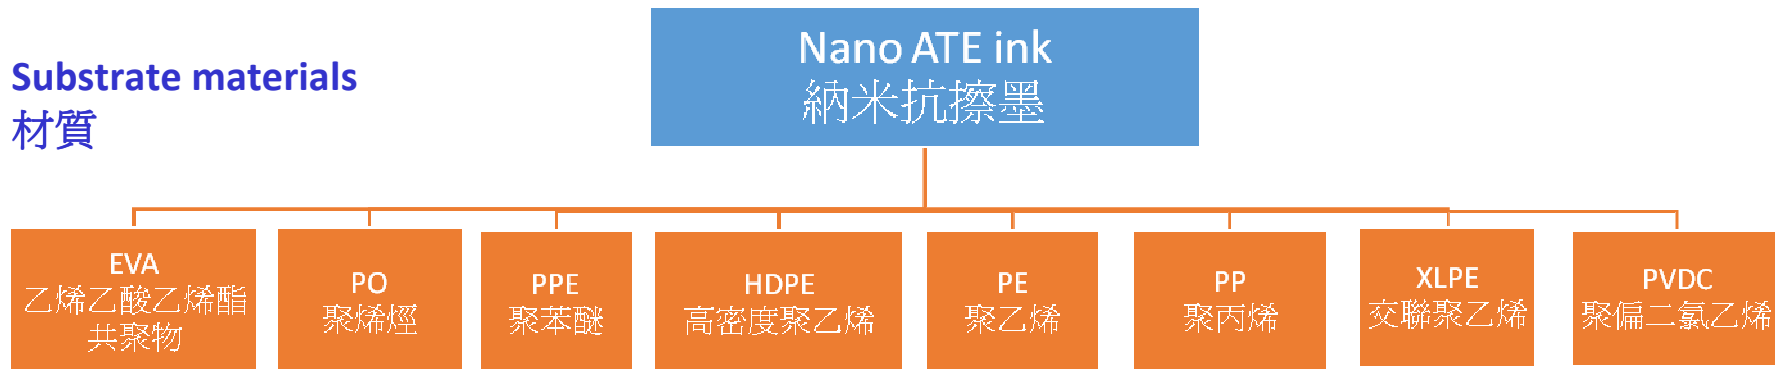 Substrate materials
材質
Nano ATE ink
納米抗擦墨
EVA
乙烯乙酸乙烯酯
共聚物
PO
聚烯烴
PPE
聚苯醚
HDPE
高密度聚乙烯
PE
聚乙烯
PP
聚丙烯
XLPE
交聯聚乙烯
PVDC
聚偏二氯乙烯